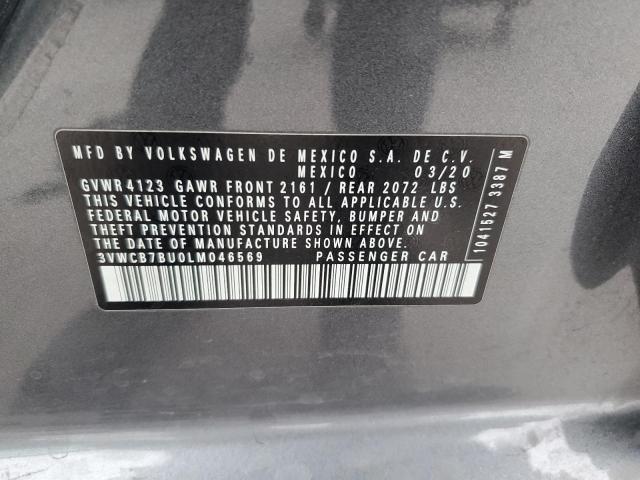 MFD BY VOLKSWAGEN DE MEXICO S.A. DE C.V.
MEXICO 03/20
GVWR 4123 GAWR FRONT 2161 / REAR 2072 LBS
THIS VEHICLE CONFORMS TO ALL APPLICABLE U.S.
FEDERAL MOTOR VEHICLE SAFETY, BUMPER AND
THEFT PREVENTION STANDARDS IN EFFECT ON
THE DATE OF MANUFACTURE SHOWN ABOVE.
3VWCB7BU0LM046569 PASSENGER CAR
1041527 3387 M